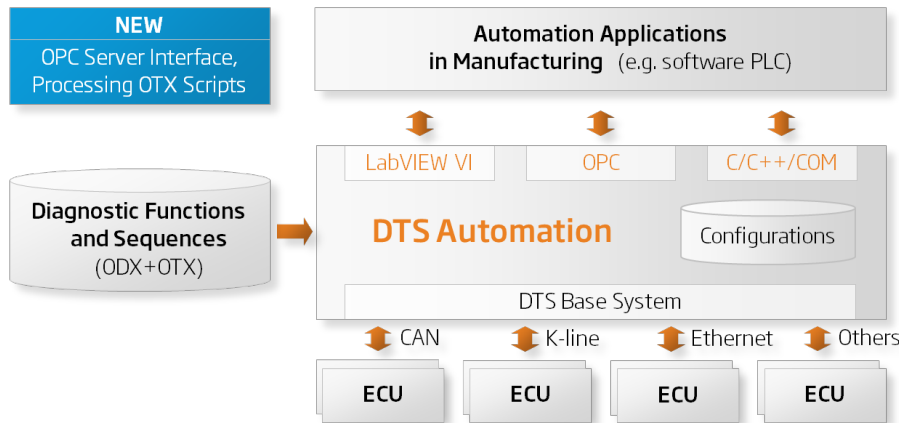 NEW
OPC Server Interface,
Processing OTX Scripts
Automation Applications
in Manufacturing (e.g. software PLC)
LabVIEW VI
OPC
C/C++/COM
Diagnostic Functions
and Sequences
(ODX+OTX)
DTS Automation
Configurations
DTS Base System
CAN
K-line
Ethernet
Others
ECU
ECU
ECU
ECU